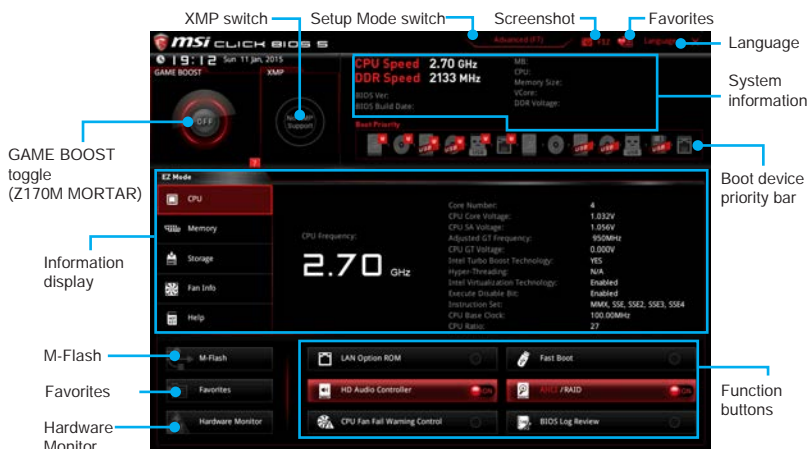 XMP switch
Setup Mode switch
Screenshot
Favorites
Language
System information
Boot device priority bar
GAME BOOST toggle (Z170M MORTAR)
Information display
M-Flash
Favorites
Hardware Monitor
Function buttons
msi CLICK BIOS 5
Advanced (F7)
F12
Language
X
19:12 Sun 11 Jan, 2015
GAME BOOST
XMP
OFF
CPU Speed 2.70 GHz
DDR Speed 2133 MHz
BIOS Ver:
BIOS Build Date:
MB:
CPU:
Memory Size:
VCore:
DDR Voltage:
Boot Priority
USB USB USB USB
?
EZ Mode
CPU
Memory
Storage
Fan Info
Help
CPU Frequency:
2.70 GHz
Core Number: 4
CPU Core Voltage: 1.032V
CPU SA Voltage: 1.056V
Adjusted GT Frequency: 950MHz
CPU GT Voltage: 0.000V
Intel Turbo Boost Technology: YES
Hyper-Threading: N/A
Intel Virtualization Technology: Enabled
Execute Disable Bit: Enabled
Instruction Set: MMX, SSE, SSE2, SSE3, SSE4
CPU Base Clock: 100.00MHz
CPU Ratio: 27
M-Flash
Favorites
Hardware Monitor
LAN Option ROM
Fast Boot
HD Audio Controller ON
AHCI /RAID ON
CPU Fan Fail Warning Control
BIOS Log Review